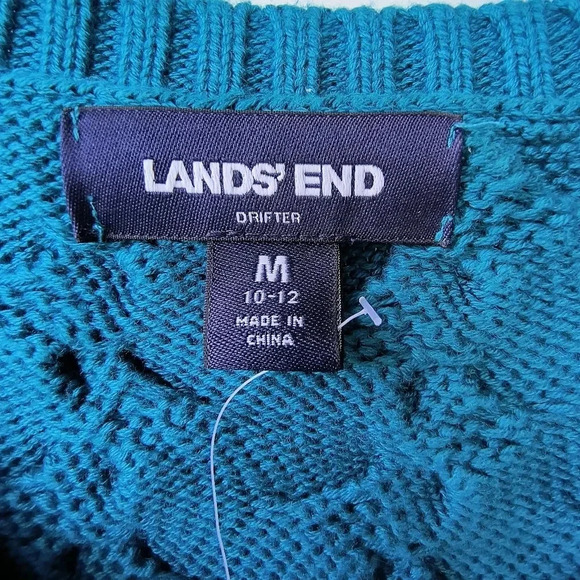 LANDS' END
DRIFTER
M
10-12
MADE IN
CHINA